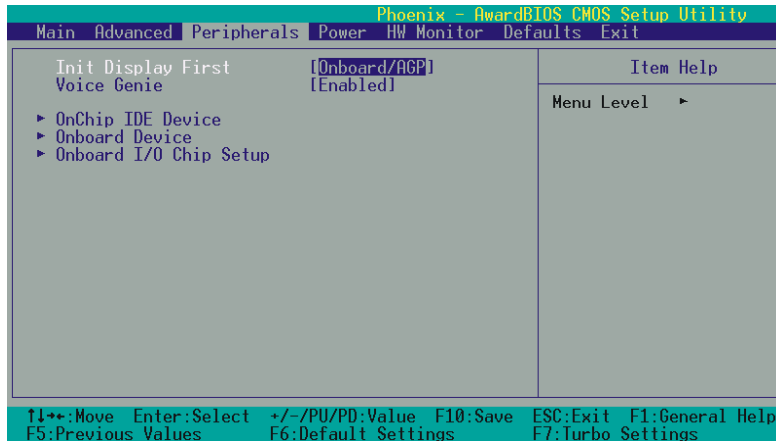 Phoenix - AwardBIOS CMOS Setup Utility
Main Advanced Peripherals Power HW Monitor Defaults Exit
Init Display First [Onboard/AGP]
Voice Genie [Enabled]
► OnChip IDE Device
► Onboard Device
► Onboard I/O Chip Setup
Item Help
Menu Level ►
↑↓→←:Move Enter:Select +/-/PU/PD:Value F10:Save ESC:Exit F1:General Help
F5:Previous Values F6:Default Settings F7:Turbo Settings